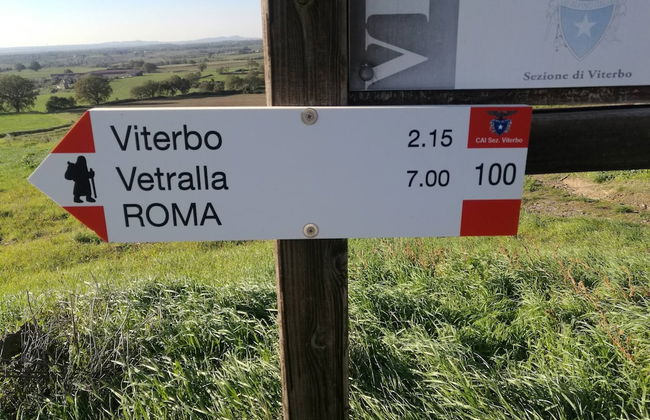 Sezione di Viterbo
Viterbo 2.15
Vetralla 7.00
ROMA
CAI Sez. Viterbo
100